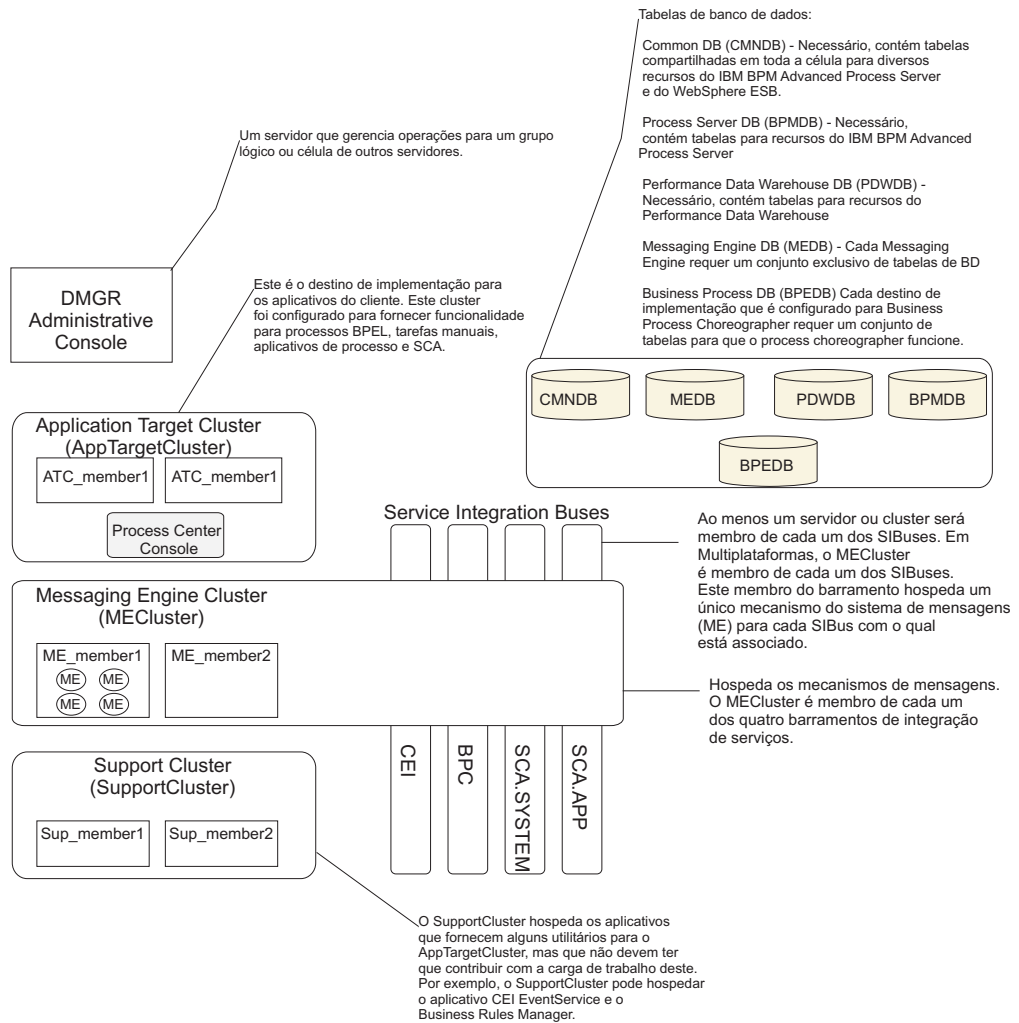 Tabelas de banco de dados:
Common DB (CMNDB) - Necessário, contém tabelas
compartilhadas em toda a célula para diversos
recursos do IBM BPM Advanced Process Server
e do WebSphere ESB.
Process Server DB (BPMDB) - Necessário,
contém tabelas para recursos do IBM BPM Advanced
Process Server
Performance Data Warehouse DB (PDWDB) -
Necessário, contém tabelas para recursos do
Performance Data Warehouse
Messaging Engine DB (MEDB) - Cada Messaging
Engine requer um conjunto exclusivo de tabelas de BD
Business Process DB (BPEDB) Cada destino de
implementação que é configurado para Business
Process Choreographer requer um conjunto de
tabelas para que o process choreographer funcione.
Um servidor que gerencia operações para um grupo
lógico ou célula de outros servidores.
DMGR
Administrative
Console
Este é o destino de implementação para
os aplicativos do cliente. Este cluster
foi configurado para fornecer funcionalidade
para processos BPEL, tarefas manuais,
aplicativos de processo e SCA.
CMNDB
MEDB
PDWDB
BPMDB
BPEDB
Application Target Cluster
(AppTargetCluster)
ATC_member1
ATC_member1
Process Center
Console
Service Integration Buses
Ao menos um servidor ou cluster será
membro de cada um dos SIBuses. Em
Multiplataformas, o MECluster
é membro de cada um dos SIBuses.
Este membro do barramento hospeda um
único mecanismo do sistema de mensagens
(ME) para cada SIBus com o qual
está associado.
Messaging Engine Cluster
(MECluster)
ME_member1
ME
ME
ME
ME
ME_member2
Hospeda os mecanismos de mensagens.
O MECluster é membro de cada um
dos quatro barramentos de integração
de serviços.
CEI
BPC
SCA.SYSTEM
SCA.APP
Support Cluster
(SupportCluster)
Sup_member1
Sup_member2
O SupportCluster hospeda os aplicativos
que fornecem alguns utilitários para o
AppTargetCluster, mas que não devem ter
que contribuir com a carga de trabalho deste.
Por exemplo, o SupportCluster pode hospedar
o aplicativo CEI EventService e o
Business Rules Manager.